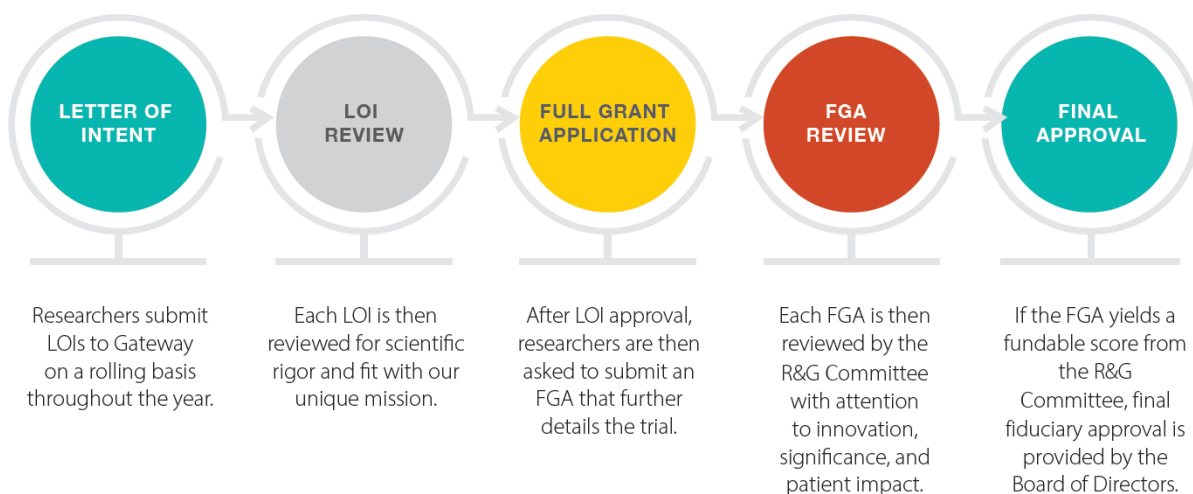 LETTER OF
INTENT
LOI
REVIEW
FULL GRANT
APPLICATION
FGA
REVIEW
FINAL
APPROVAL
Researchers submit
LOIs to Gateway
on a rolling basis
throughout the year.
Each LOI is then
reviewed for scientific
rigor and fit with our
unique mission.
After LOI approval,
researchers are then
asked to submit an
FGA that further
details the trial.
Each FGA is then
reviewed by the
R&G Committee
with attention
to innovation,
significance, and
patient impact.
If the FGA yields a
fundable score from
the R&G
Committee, final
fiduciary approval is
provided by the
Board of Directors.